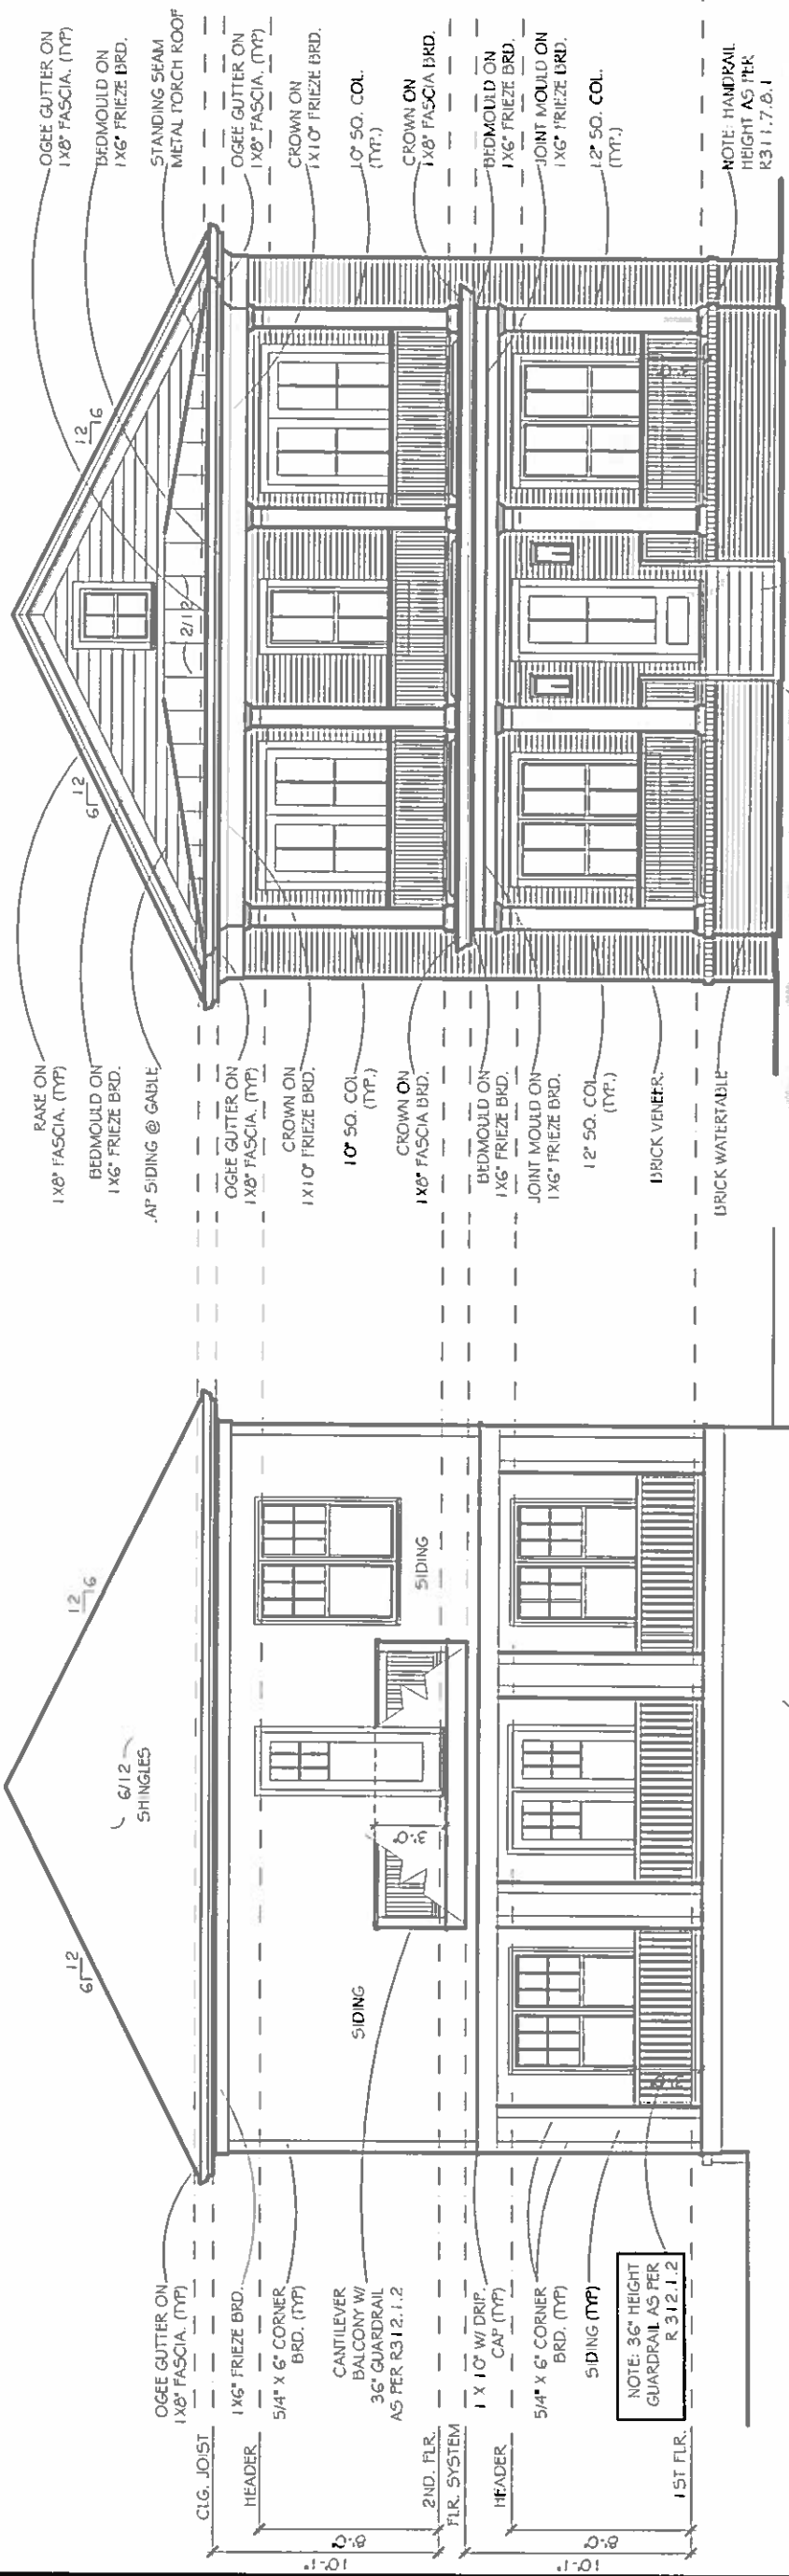 OGEE GUTTER ON
1X8" FASCIA. (TYP)
CLG. JOIST
1X6" FRIEZE BRD.
HEADER
5/4" X 6" CORNER
BRD. (TYP)
CANTILEVER
BALCONY W/
36" GUARDRAIL
AS PER R312.1.2
2ND. FLR.
FLR. SYSTEM
1 X 10" W/ DRIP.
CAP (TYP)
HEADER
5/4" X 6" CORNER
BRD. (TYP)
SIDING (TYP)
NOTE: 36" HEIGHT
GUARDRAIL AS PER
R 312.1.2
1ST FLR.
10'-1"
8'-0"
10'-1"
8'-0"
12
6
12
6
6/12
SHINGLES
SIDING
SIDING
3'-0"
RAKE ON
1X8" FASCIA. (TYP)
BEDMOULD ON
1X6" FRIEZE BRD.
AP SIDING @ GABLE
OGEE GUTTER ON
1X8" FASCIA. (TYP)
CROWN ON
1X10" FRIEZE BRD.
10" SQ. COL
(TYP.)
CROWN ON
1X8" FASCIA BRD.
BEDMOULD ON
1X6" FRIEZE BRD.
JOINT MOULD ON
1X6" FRIEZE BRD.
12" SQ. COL
(TYP.)
BRICK VENEER.
BRICK WATERTABLE
12
6
12
6
2/12
OGEE GUTTER ON
1X8" FASCIA. (TYP)
BEDMOULD ON
1X6" FRIEZE BRD.
STANDING SEAM
METAL PORCH ROOF
OGEE GUTTER ON
1X8" FASCIA. (TYP)
CROWN ON
1X10" FRIEZE BRD.
10" SQ. COL.
(TYP.)
CROWN ON
1X8" FASCIA BRD.
BEDMOULD ON
1X6" FRIEZE BRD.
JOINT MOULD ON
1X6" FRIEZE BRD.
12" SQ. COL.
(TYP.)
NOTE: HANDRAIL
HEIGHT AS PER
R311.7.8.1